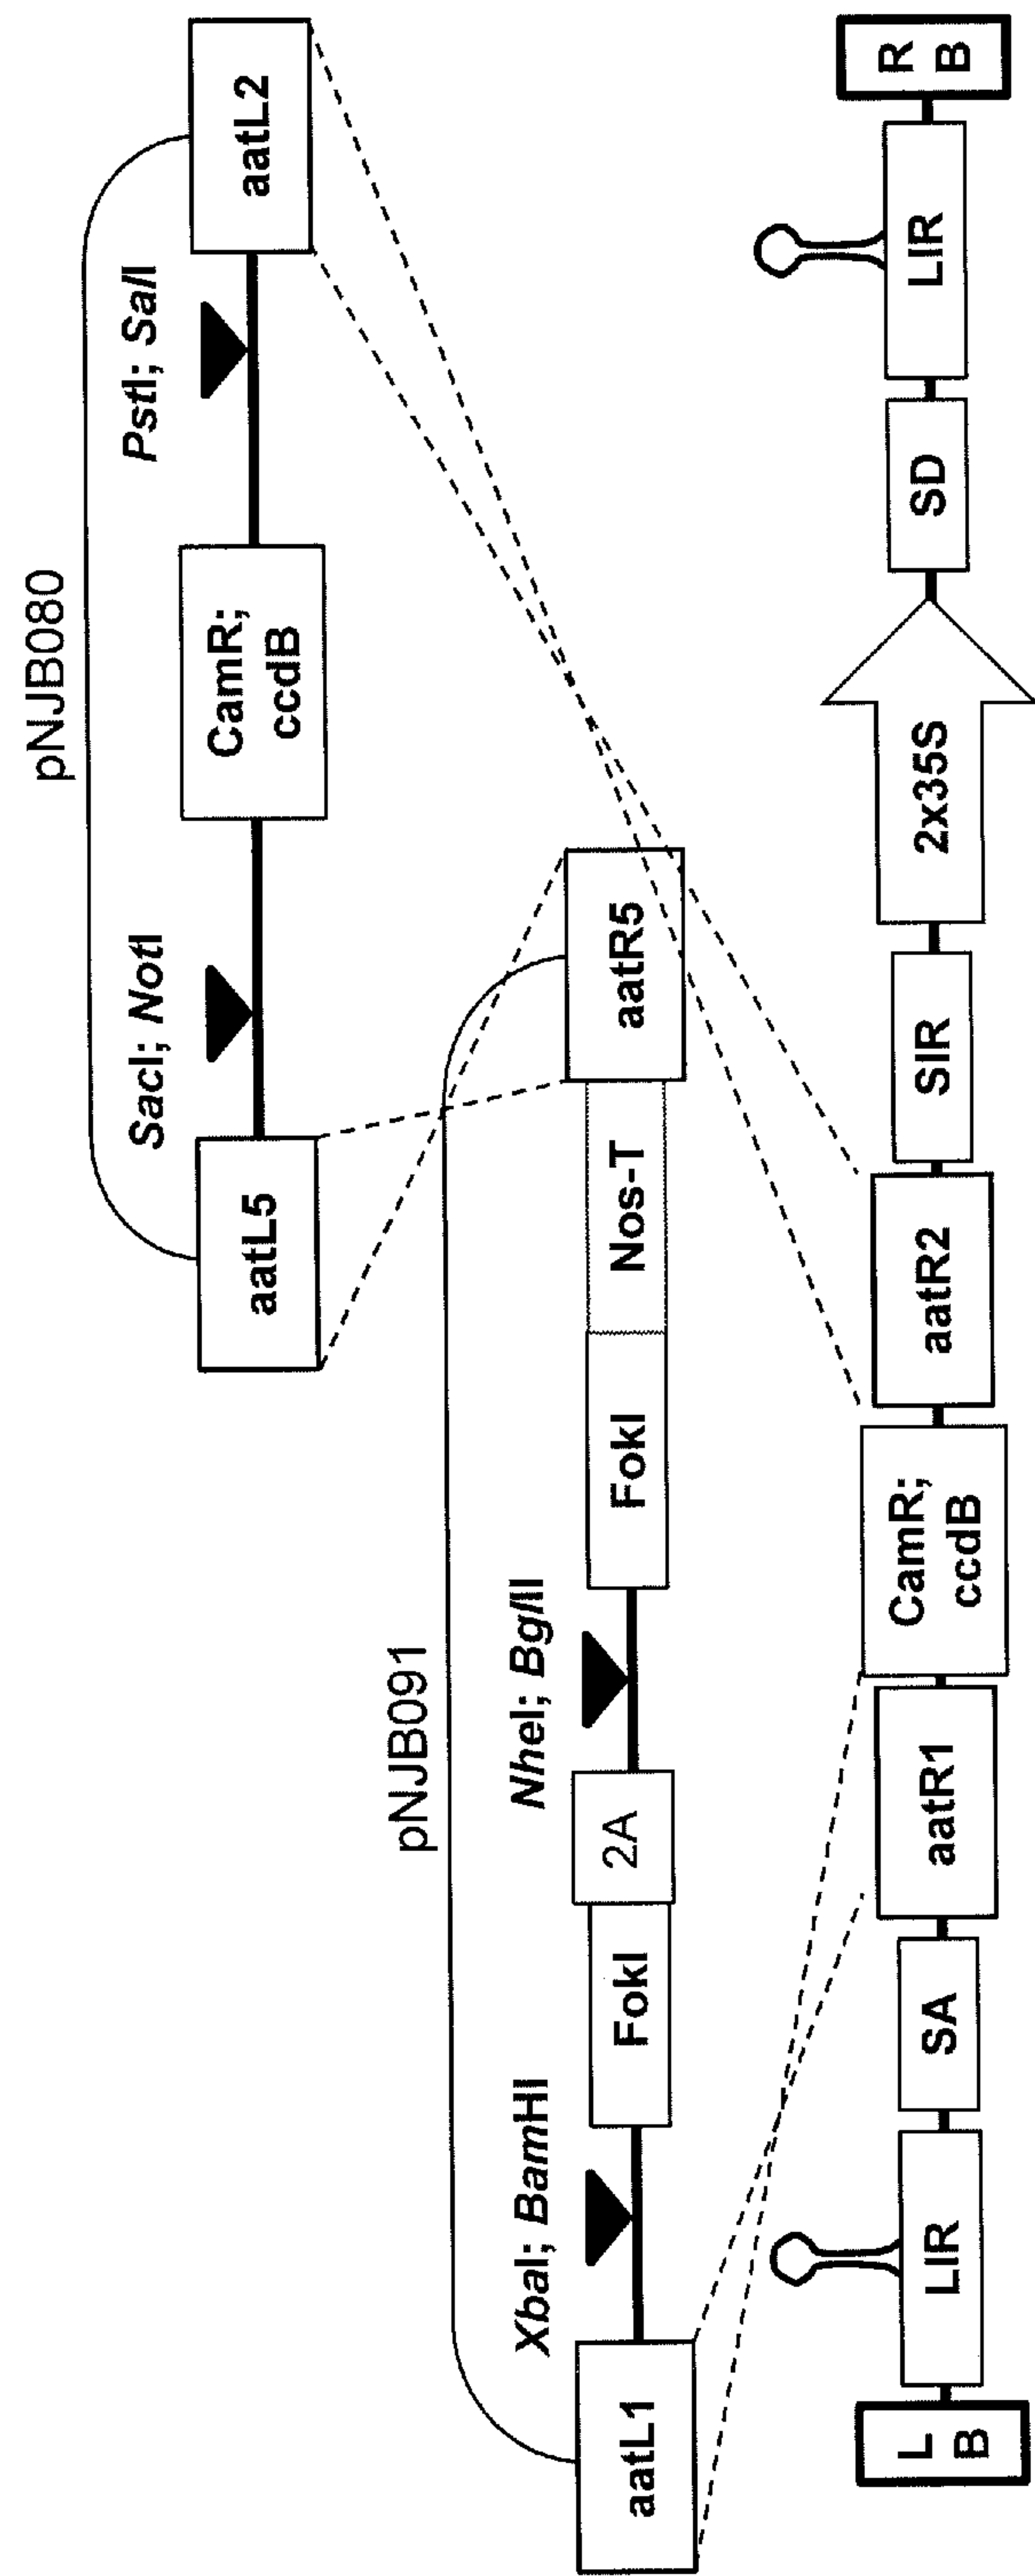 pNJB080
SacI; NotI
PstI; SalI
aatL5
CamR;
ccdB
aatL2
pNJB091
XbaI; BamHI
NheI; BglII
aatL1
FokI
2A
FokI
Nos-T
aatR5
L
B
LIR
SA
aatR1
CamR;
ccdB
aatR2
SIR
2x35S
SD
LIR
R
B